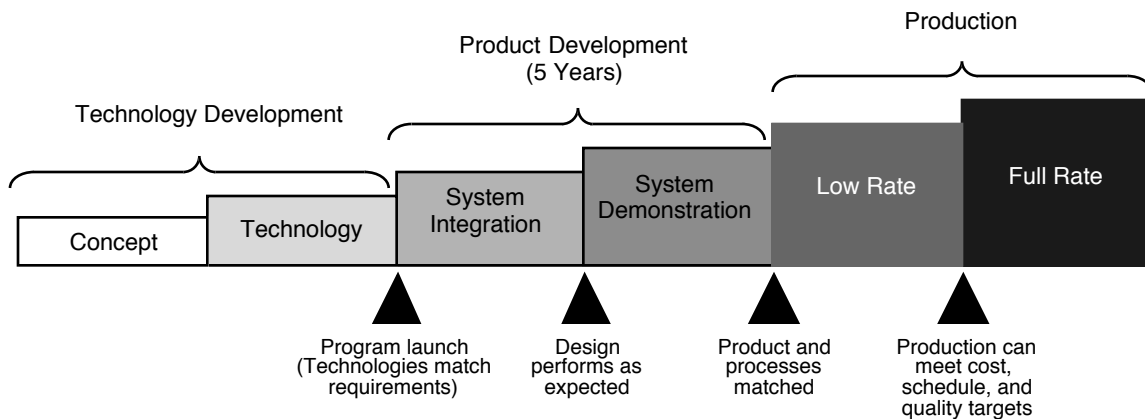 Production
Product Development
(5 Years)
Technology Development
Concept
Technology
System
Integration
System
Demonstration
Low Rate
Full Rate
Program launch
(Technologies match
requirements)
Design
performs as
expected
Product and
processes
matched
Production can
meet cost,
schedule, and
quality targets